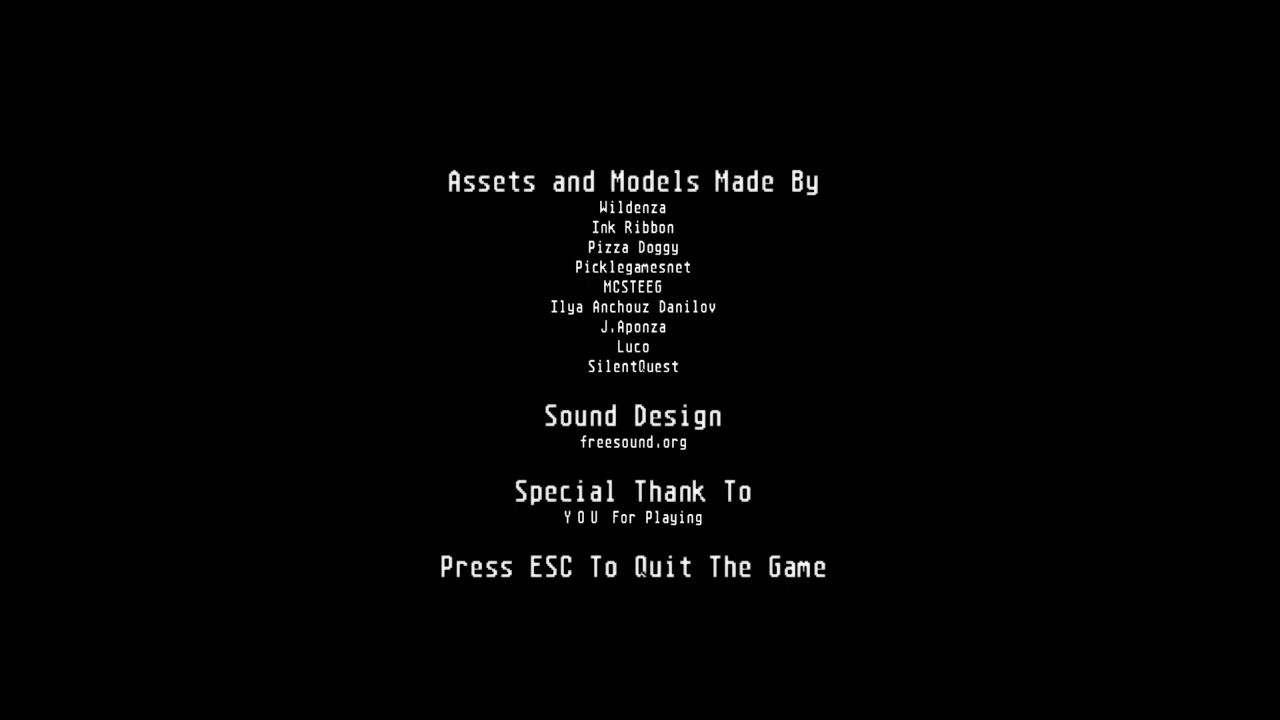 Assets and Models Made By
Wildenza
Ink Ribbon
Pizza Doggy
Picklegamesnet
MCSTEEG
Ilya Anchouz Danilov
J.Aponza
Luco
SilentQuest
Sound Design
freesound.org
Special Thank To
Y O U For Playing
Press ESC To Quit The Game